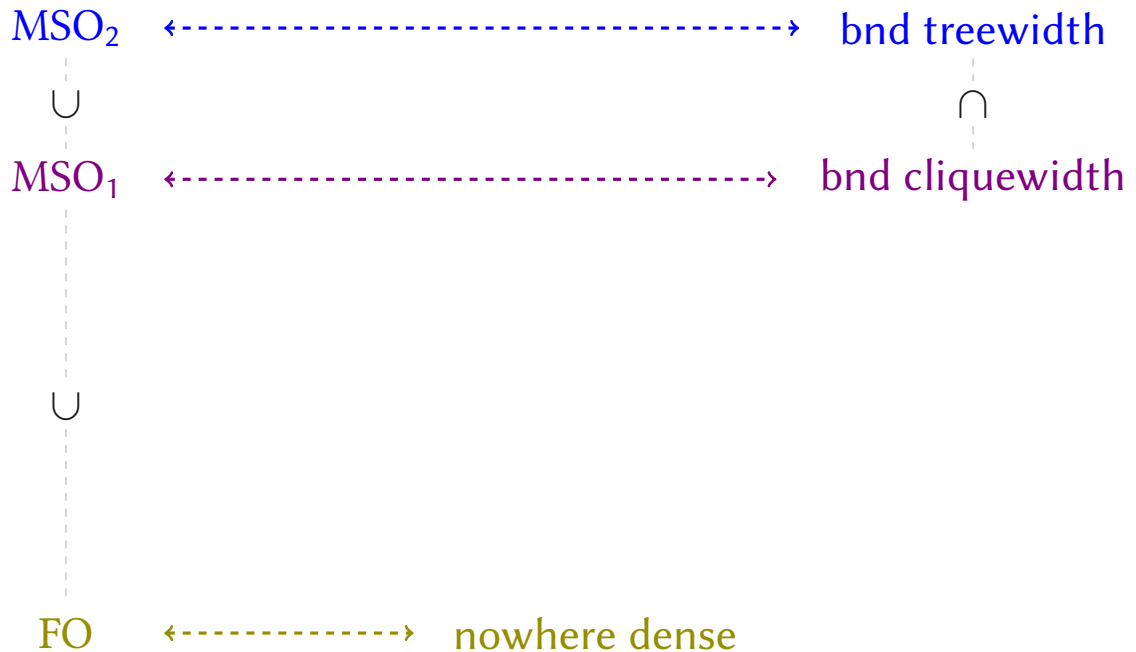 MSO₂ bnd treewidth
∪ ∩
MSO₁ bnd cliquewidth
∪
FO nowhere dense